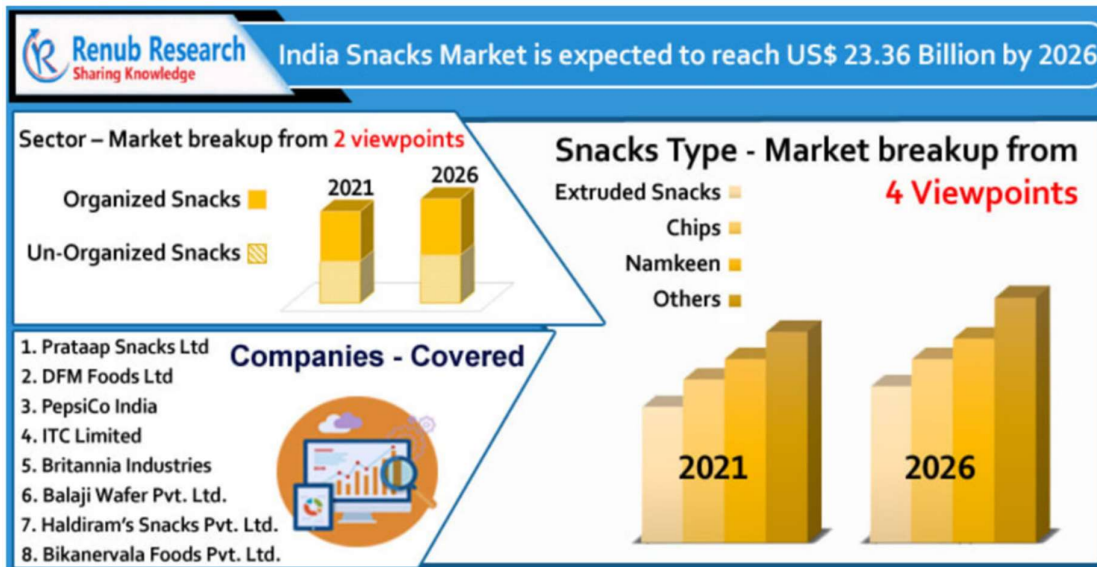 Renub Research
Sharing Knowledge
India Snacks Market is expected to reach US$ 23.36 Billion by 2026
Sector – Market breakup from 2 viewpoints
Organized Snacks
Un-Organized Snacks
2021
2026
Snacks Type - Market breakup from
4 Viewpoints
Extruded Snacks
Chips
Namkeen
Others
2021
2026
Companies - Covered
1. Prataap Snacks Ltd
2. DFM Foods Ltd
3. PepsiCo India
4. ITC Limited
5. Britannia Industries
6. Balaji Wafer Pvt. Ltd.
7. Haldiram's Snacks Pvt. Ltd.
8. Bikanervala Foods Pvt. Ltd.